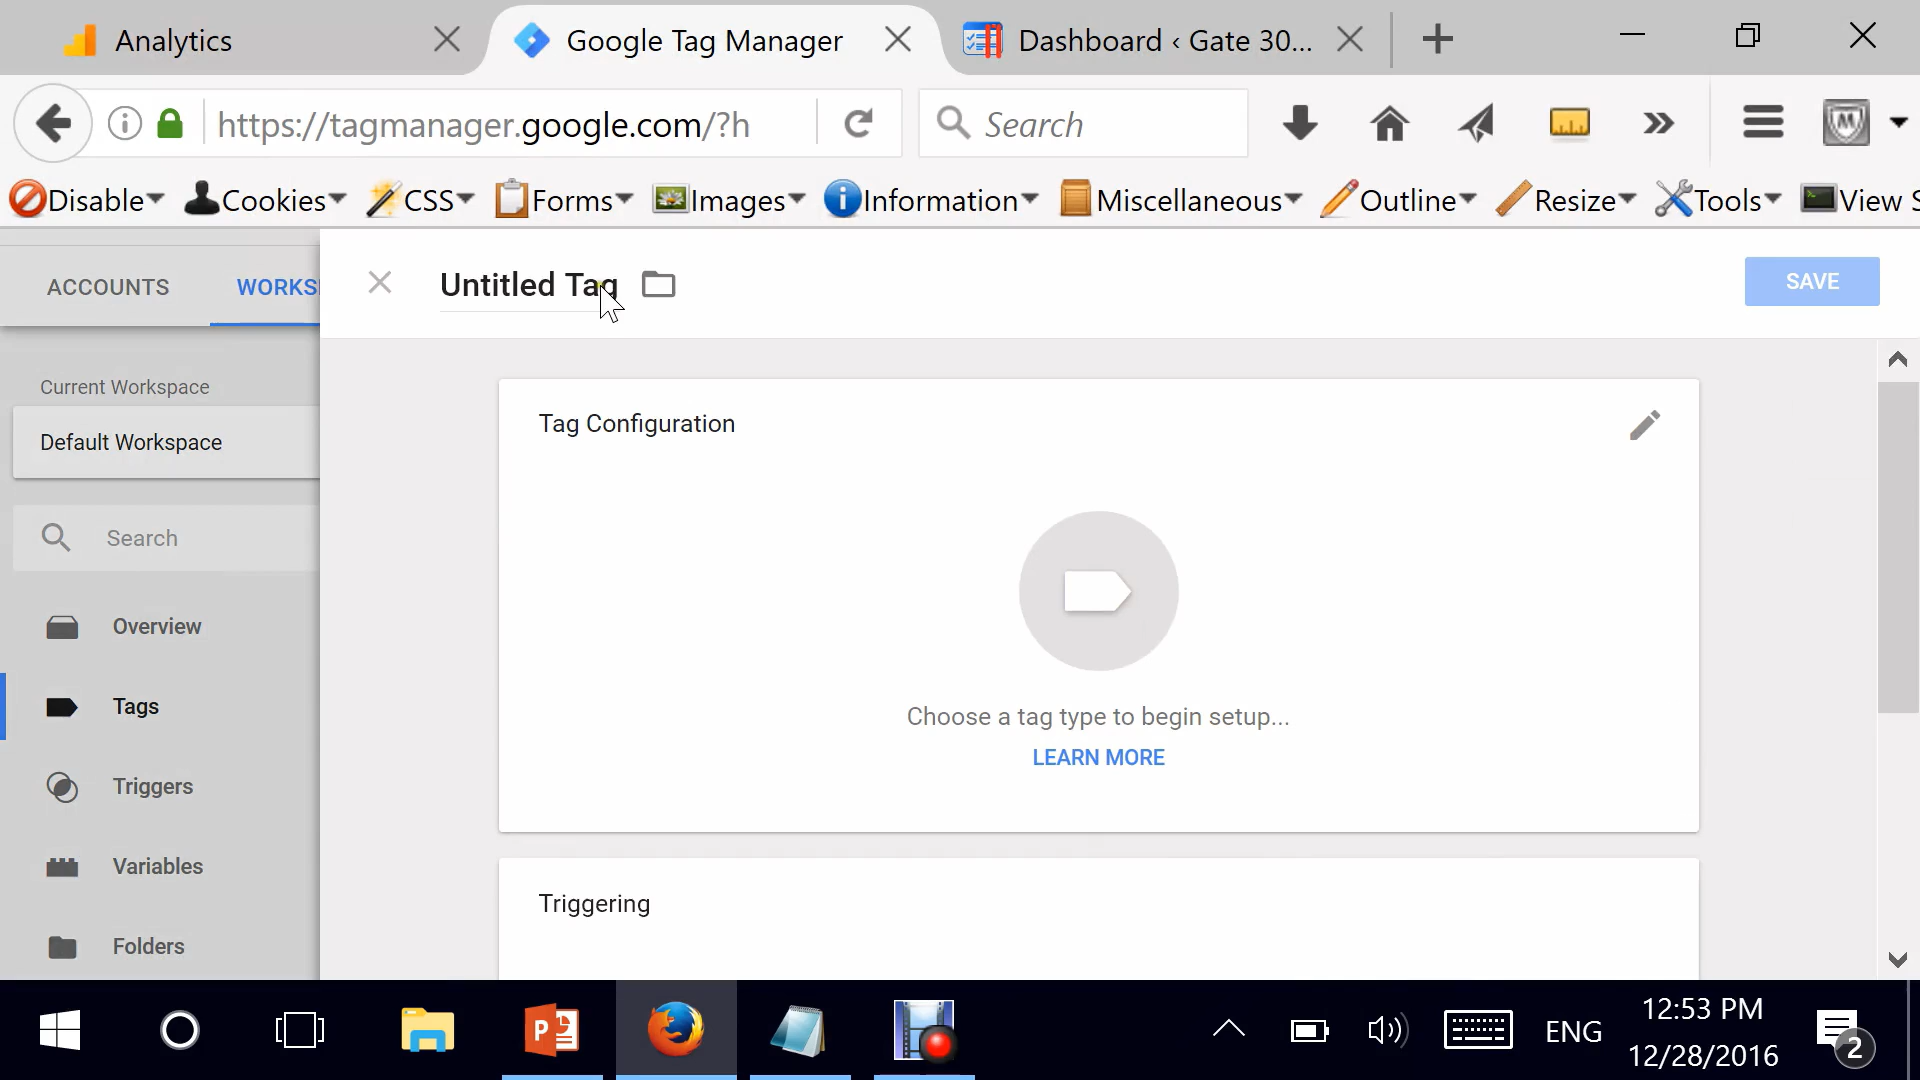 Analytics
Google Tag Manager
Dashboard ‹ Gate 30...
https://tagmanager.google.com/?h
Search
Disable
Cookies
CSS
Forms
Images
Information
Miscellaneous
Outline
Resize
Tools
View S
ACCOUNTS
WORKS
Untitled Tag
SAVE
Current Workspace
Default Workspace
Search
Overview
Tags
Triggers
Variables
Folders
Tag Configuration
Choose a tag type to begin setup...
LEARN MORE
Triggering
ENG
12:53 PM
12/28/2016
2